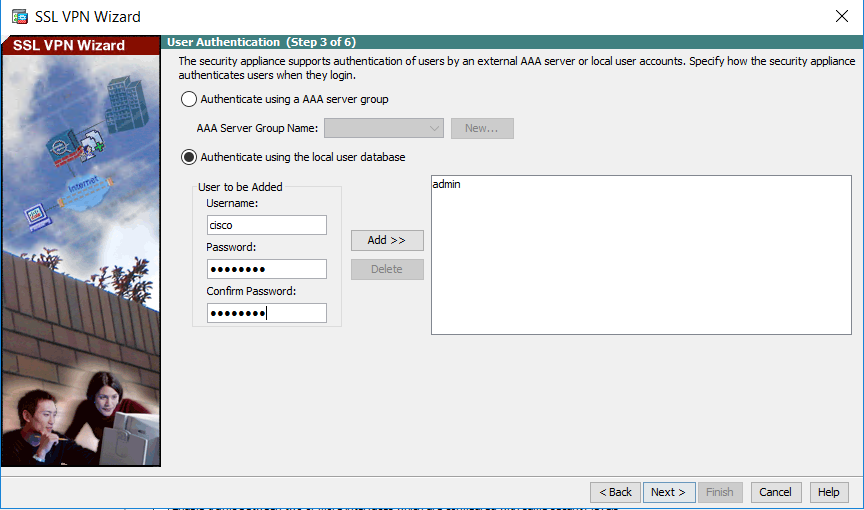 SSL VPN Wizard
SSL VPN Wizard
User Authentication (Step 3 of 6)
The security appliance supports authentication of users by an external AAA server or local user accounts. Specify how the security appliance
authenticates users when they login.
Authenticate using a AAA server group
AAA Server Group Name:
New...
Authenticate using the local user database
User to be Added
Username:
cisco
Password:
••••••••
Confirm Password:
••••••••
Add >>
Delete
admin
Internet
< Back
Next >
Finish
Cancel
Help